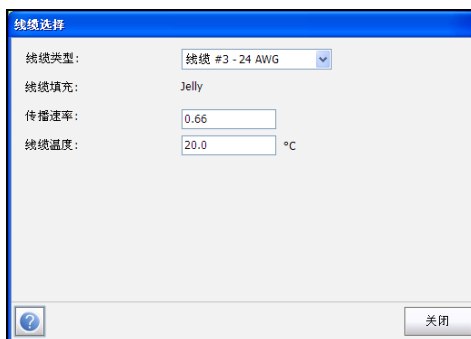 线缆选择
线缆类型: 线缆 #3 - 24 AWG
线缆填充: Jelly
传播速率: 0.66
线缆温度: 20.0 °C
?
关闭